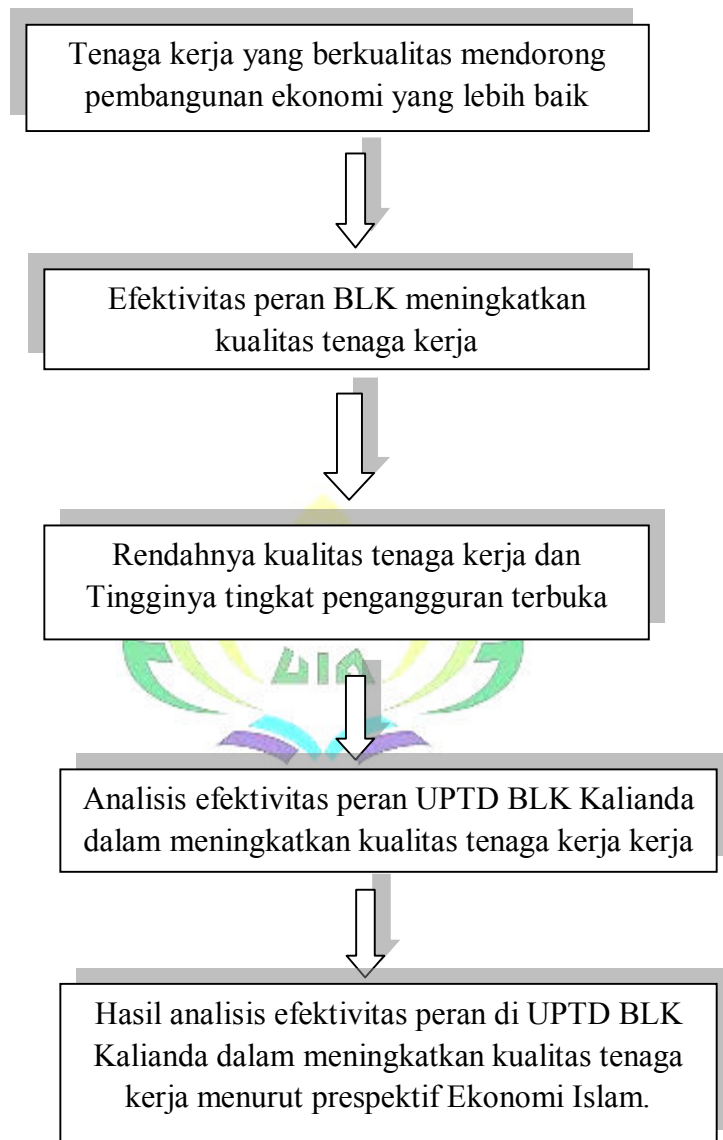 Tenaga kerja yang berkualitas mendorong
pembangunan ekonomi yang lebih baik
Efektivitas peran BLK meningkatkan
kualitas tenaga kerja
Rendahnya kualitas tenaga kerja dan
Tingginya tingkat pengangguran terbuka
UIN
Analisis efektivitas peran UPTD BLK Kalianda
dalam meningkatkan kualitas tenaga kerja kerja
Hasil analisis efektivitas peran di UPTD BLK
Kalianda dalam meningkatkan kualitas tenaga
kerja menurut prespektif Ekonomi Islam.